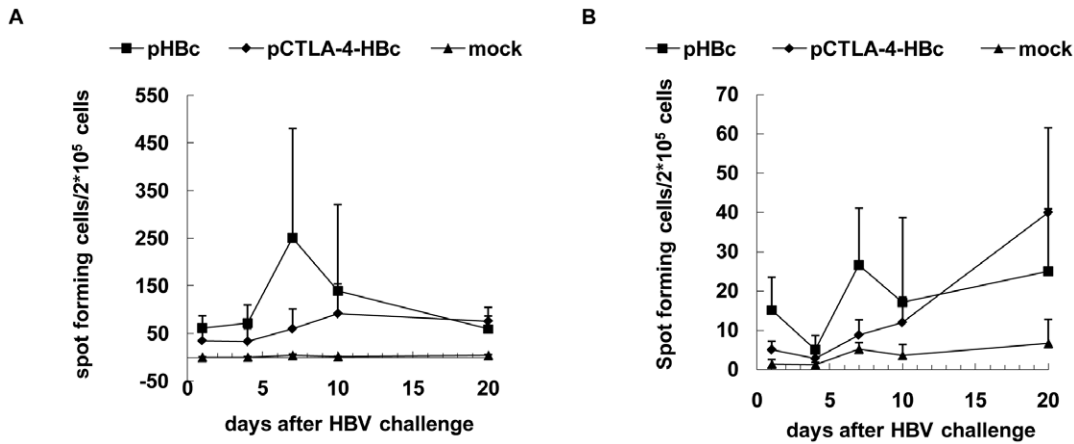 A
pHBc pCTLA-4-HBc mock
spot forming cells/2*10⁵ cells
550
450
350
250
150
50
-50
0 5 10 15 20
days after HBV challenge
B
pHBc pCTLA-4-HBc mock
Spot forming cells/2*10⁵ cells
70
60
50
40
30
20
10
0
0 5 10 15 20
days after HBV challenge